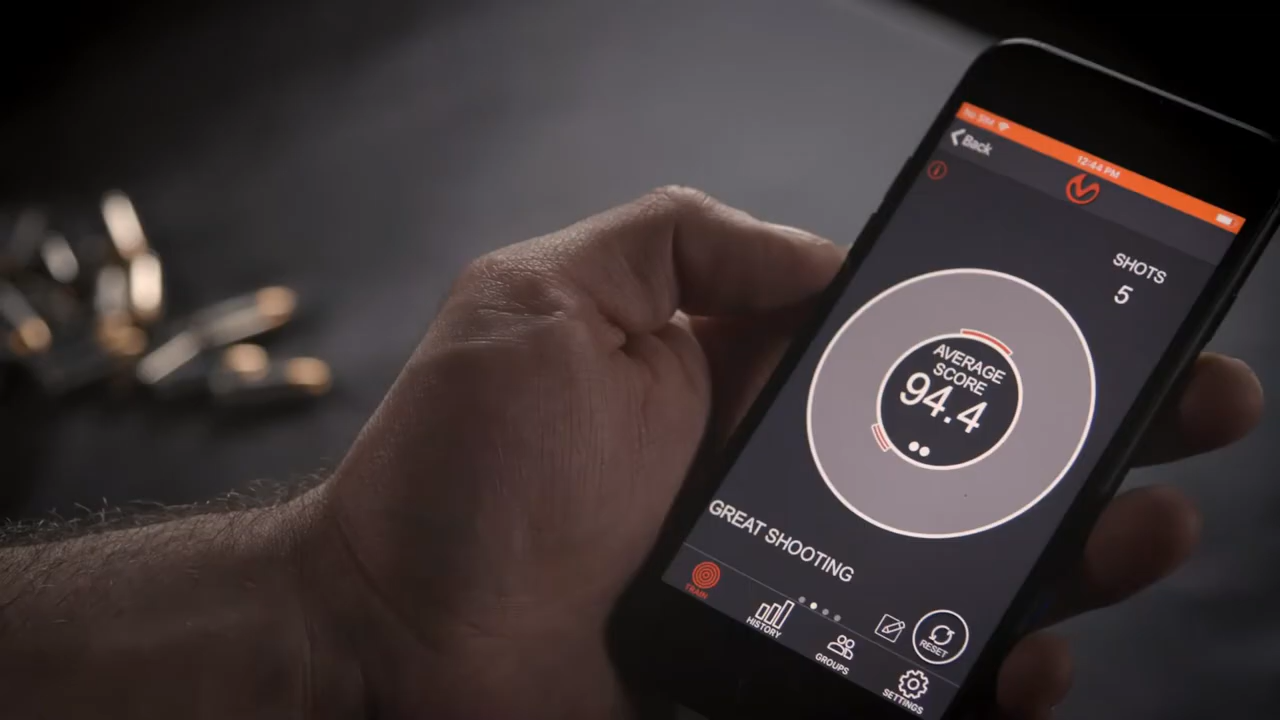 No SIM
12:44 PM
Back
SHOTS
5
AVERAGE
SCORE
94.4
GREAT SHOOTING
TRAIN
HISTORY
GROUPS
SETTINGS
RESET